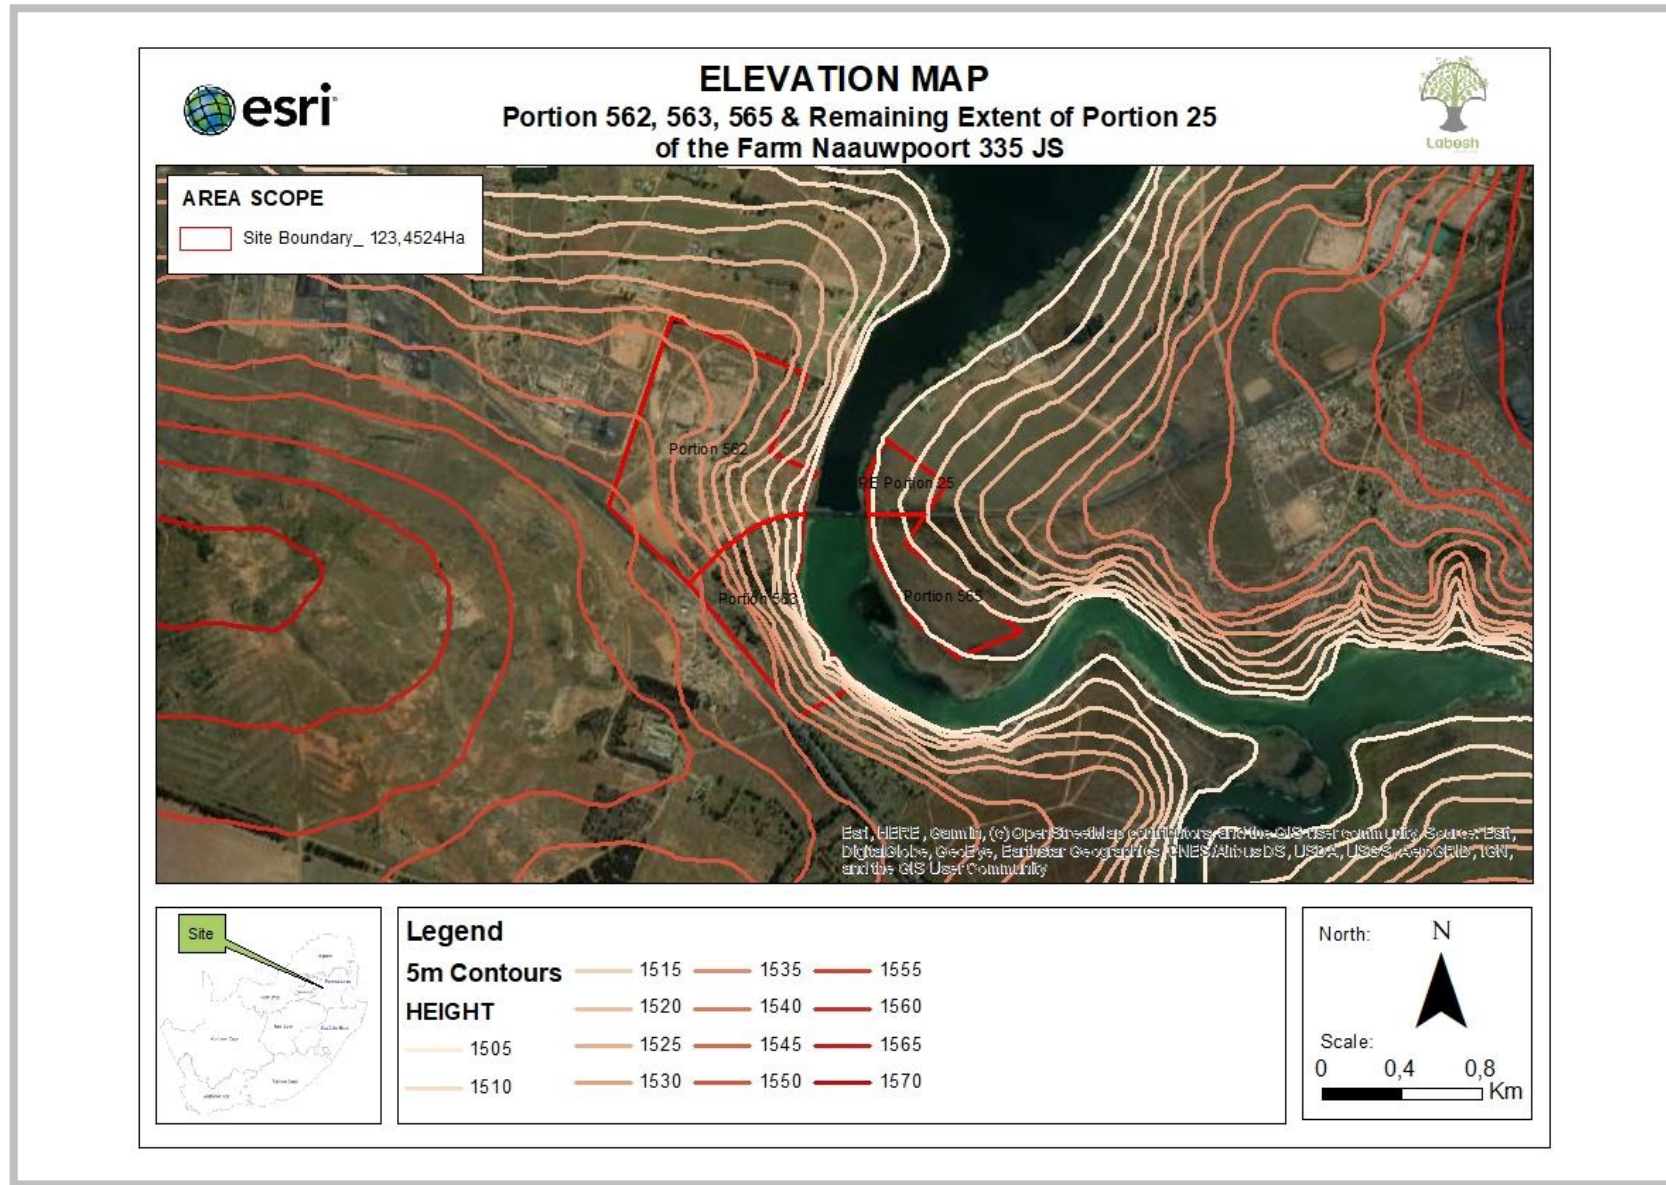 esri
ELEVATION MAP
Portion 562, 563, 565 & Remaining Extent of Portion 25
of the Farm Naauwpoort 335 JS
Labesh
AREA SCOPE
Site Boundary_ 123,4524Ha
Portion 562
RE Portion 25
Portion 563
Portion 565
Esri, HERE, Garmin, (c) OpenStreetMap contributors, and the GIS user community, Source: Esri,
DigitalGlobe, GeoEye, Earthstar Geographics, CNES/Airbus DS, USDA, USGS, AeroGRID, IGN,
and the GIS User Community
Site
Legend
5m Contours
HEIGHT
1505
1510
1515
1520
1525
1530
1535
1540
1545
1550
1555
1560
1565
1570
North:
N
Scale:
0 0,4 0,8
Km